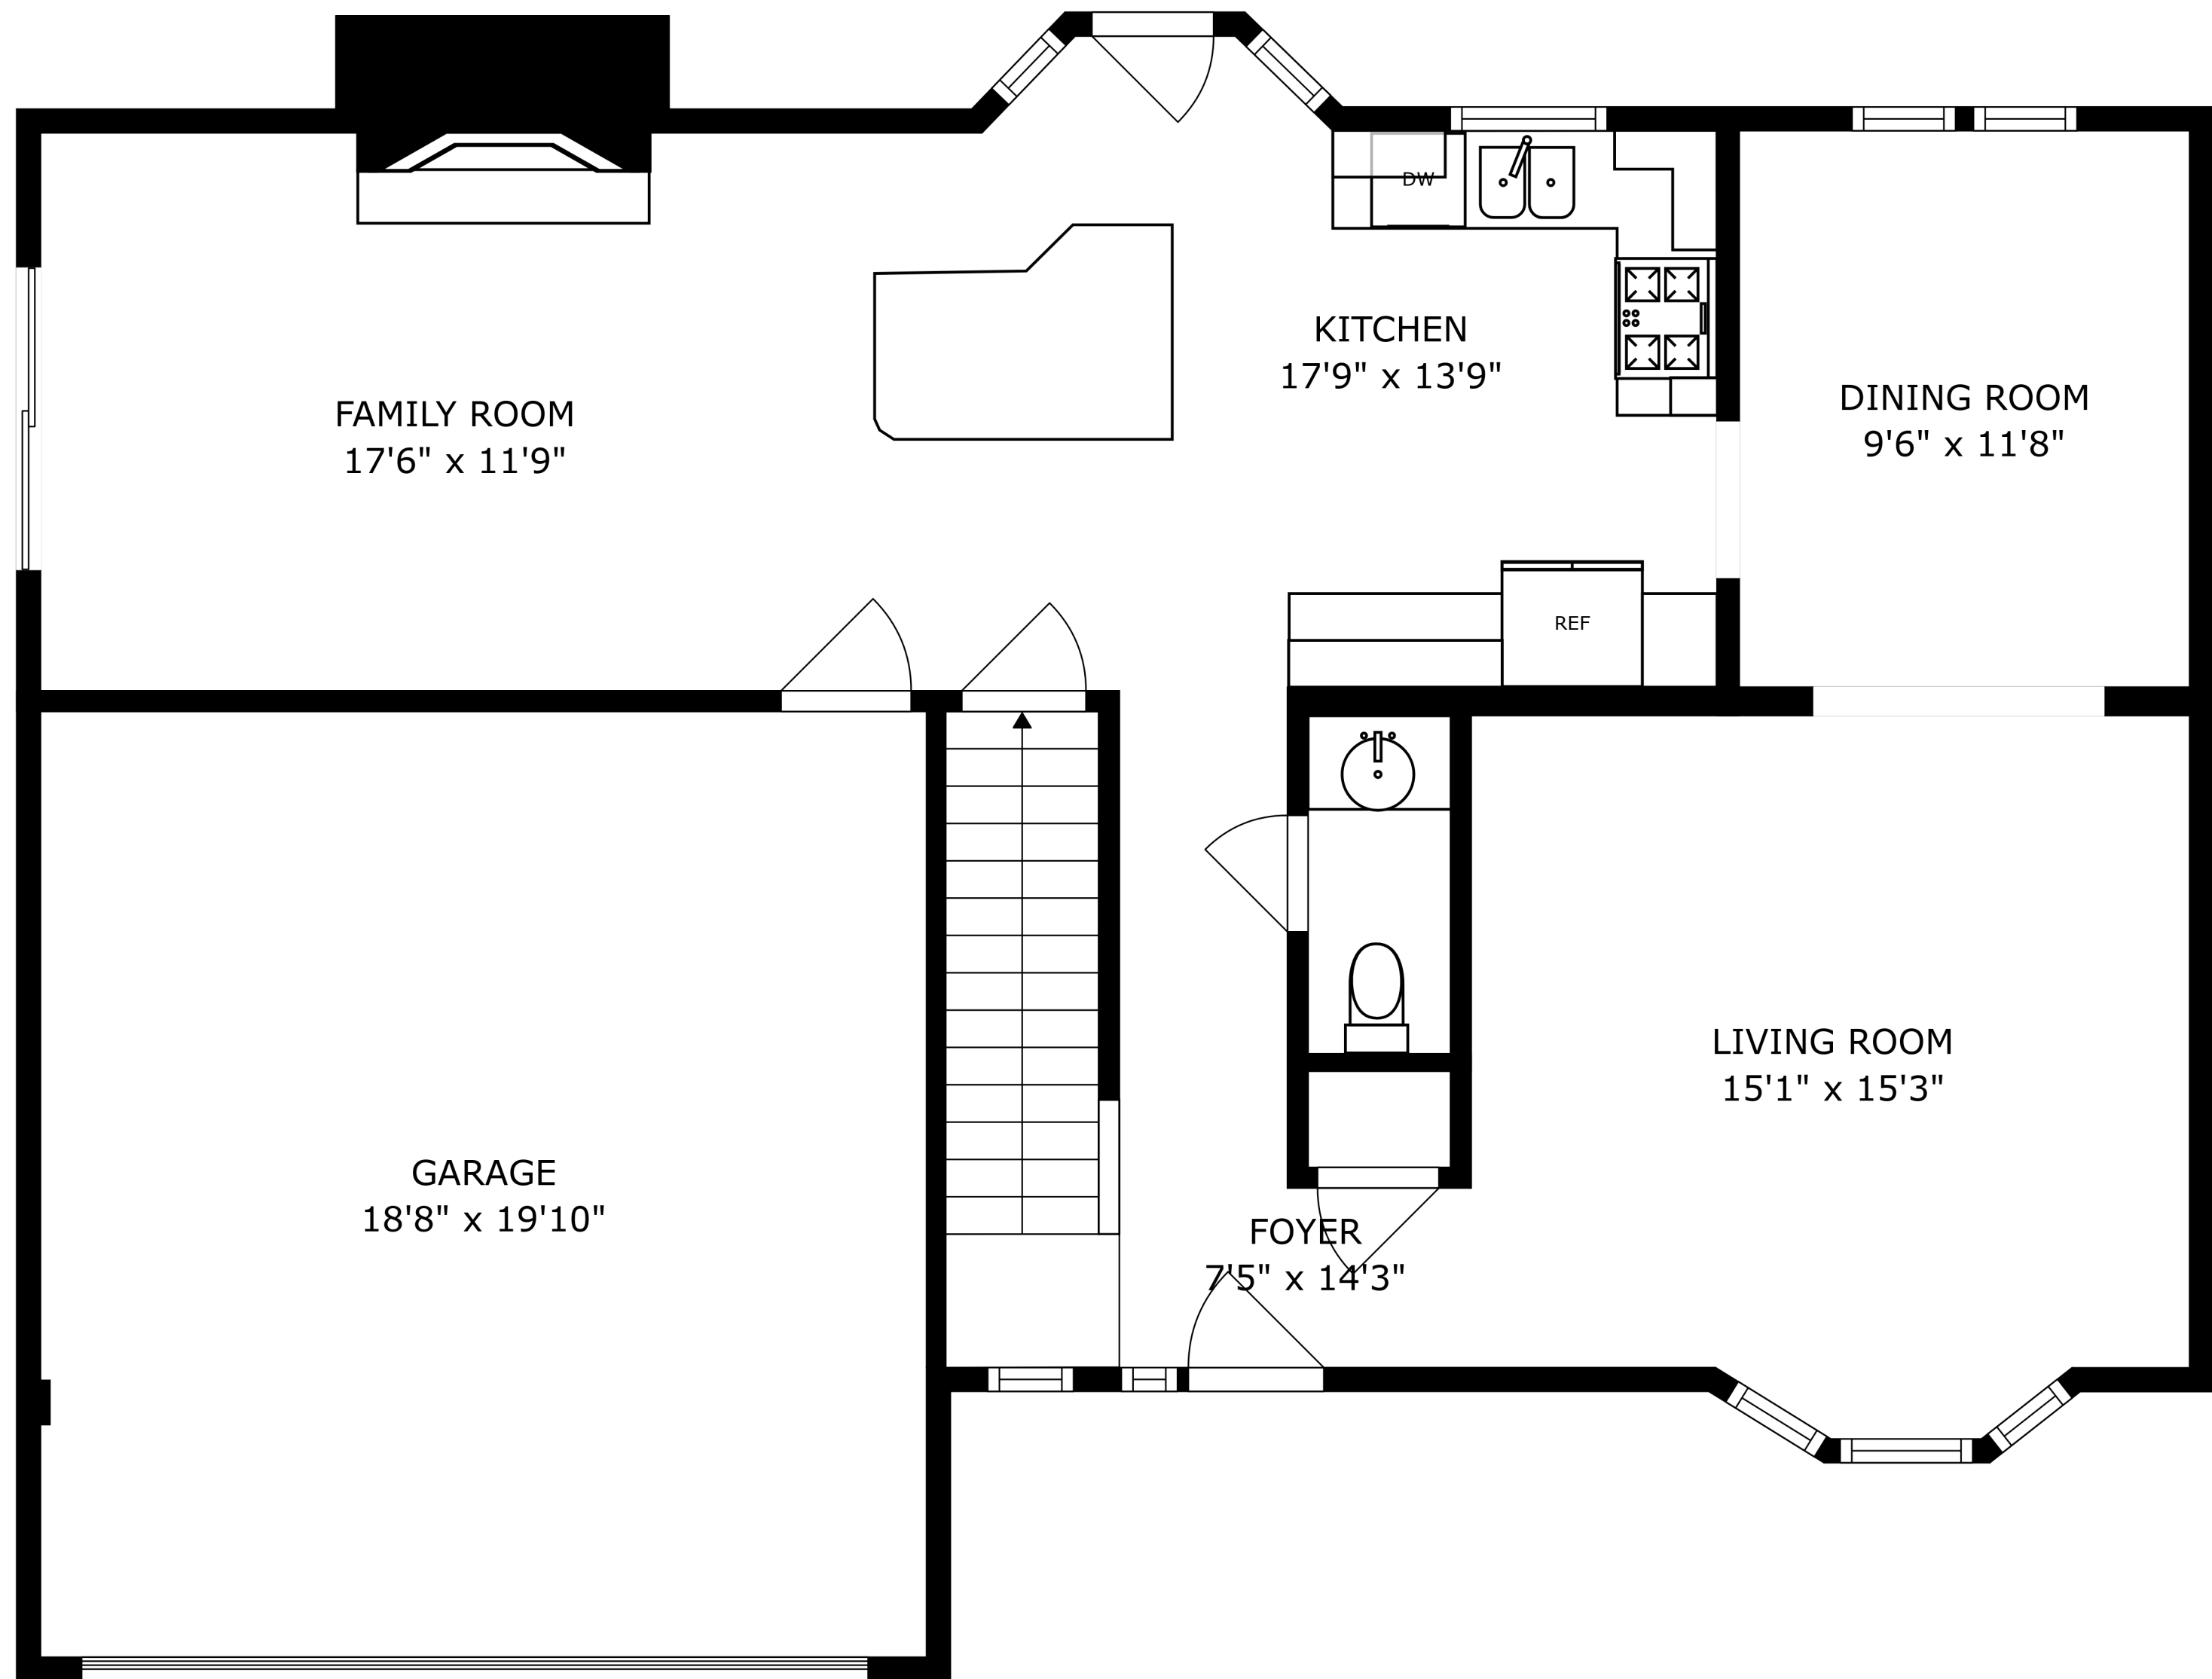 DW
KITCHEN
17'9" x 13'9"
DINING ROOM
9'6" x 11'8"
FAMILY ROOM
17'6" x 11'9"
REF
LIVING ROOM
15'1" x 15'3"
GARAGE
18'8" x 19'10"
FOYER
7'5" x 14'3"